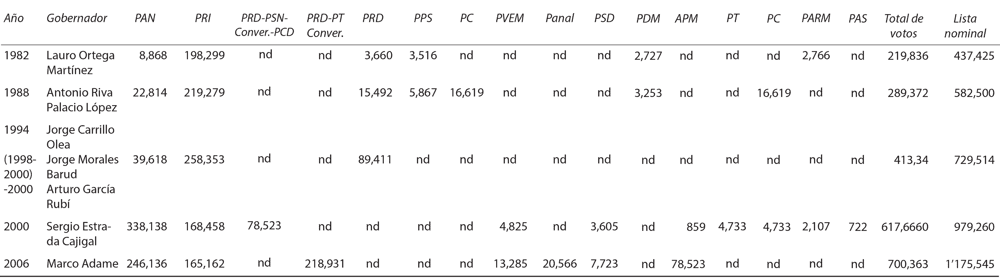 Año Gobernador PAN PRI PRD-PSN- PRD-PT PRD PPS PC PVEM Panal PSD PDM APM PT PC PARM PAS Total de Lista
Conver.-PCD Conver. votos nominal
1982 Lauro Ortega 8,868 198,299 nd nd 3,660 3,516 nd nd nd nd 2,727 nd nd nd 2,766 nd 219,836 437,425
Martínez
1988 Antonio Riva 22,814 219,279 nd nd 15,492 5,867 16,619 nd nd nd 3,253 nd nd 16,619 nd nd 289,372 582,500
Palacio López
1994 Jorge Carrillo
Olea
(1998- Jorge Morales 39,618 258,353 nd nd 89,411 nd nd nd nd nd nd nd nd nd nd nd 413,34 729,514
2000) Barud
-2000 Arturo García
Rubí
2000 Sergio Estra- 338,138 168,458 78,523 nd nd nd nd 4,825 nd 3,605 nd 859 4,733 4,733 2,107 722 617,6660 979,260
da Cajigal
2006 Marco Adame 246,136 165,162 nd 218,931 nd nd nd 13,285 20,566 7,723 nd 78,523 nd nd nd nd 700,363 1’175,545